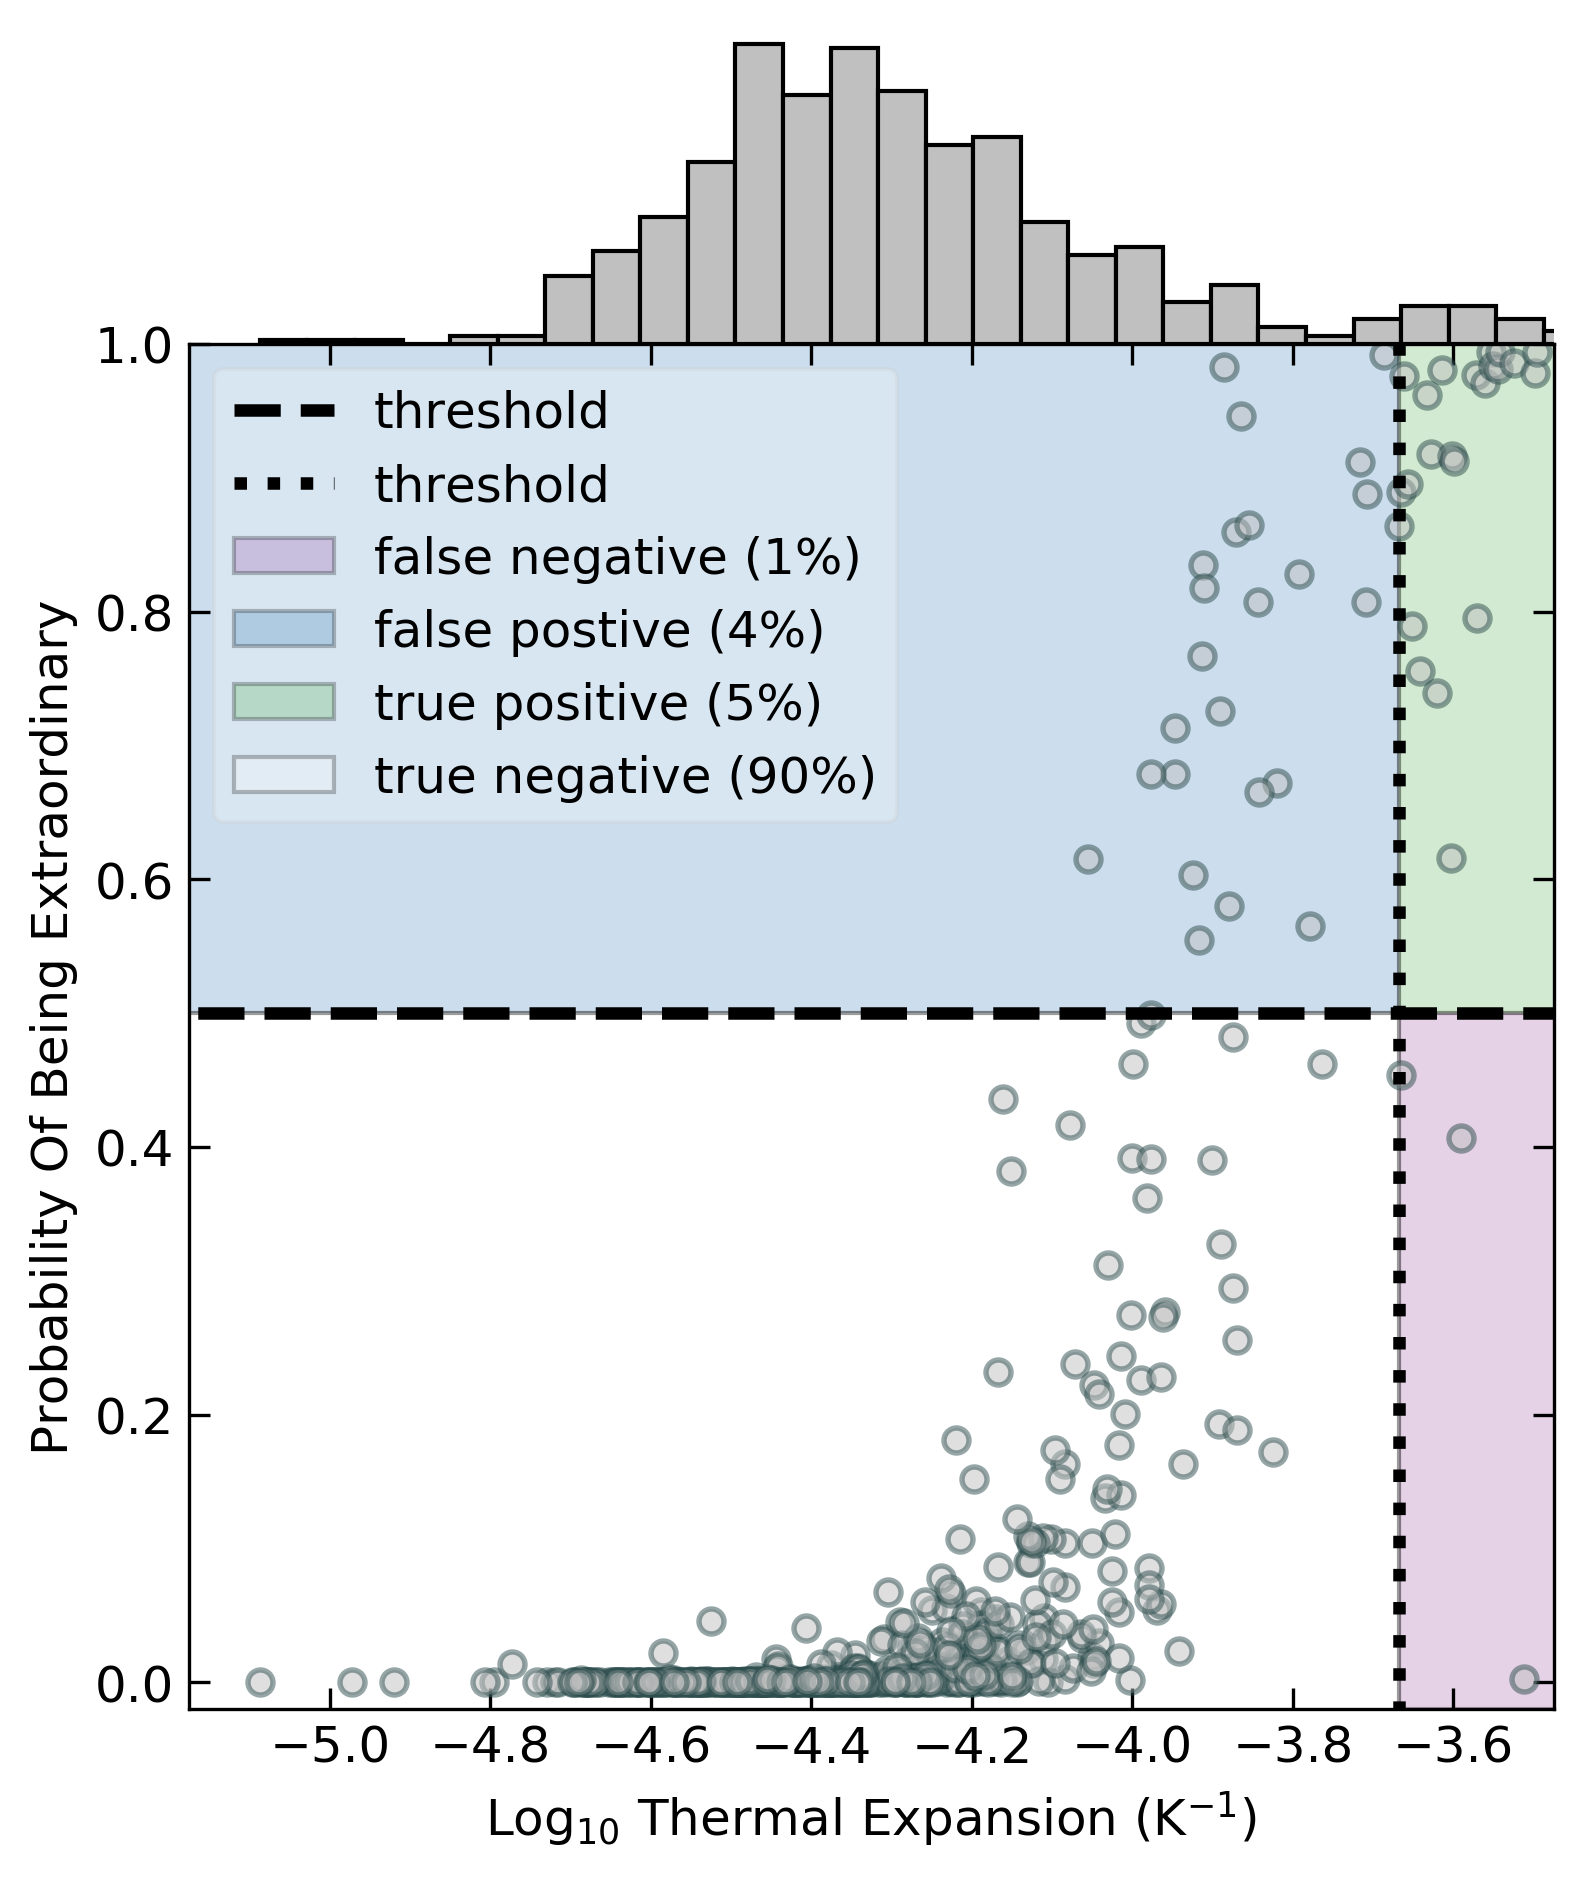 threshold
threshold
false negative (1%)
false postive (4%)
true positive (5%)
true negative (90%)
1.0
0.8
0.6
0.4
0.2
0.0
Probability Of Being Extraordinary
−5.0 −4.8 −4.6 −4.4 −4.2 −4.0 −3.8 −3.6
Log₁₀ Thermal Expansion (K⁻¹)